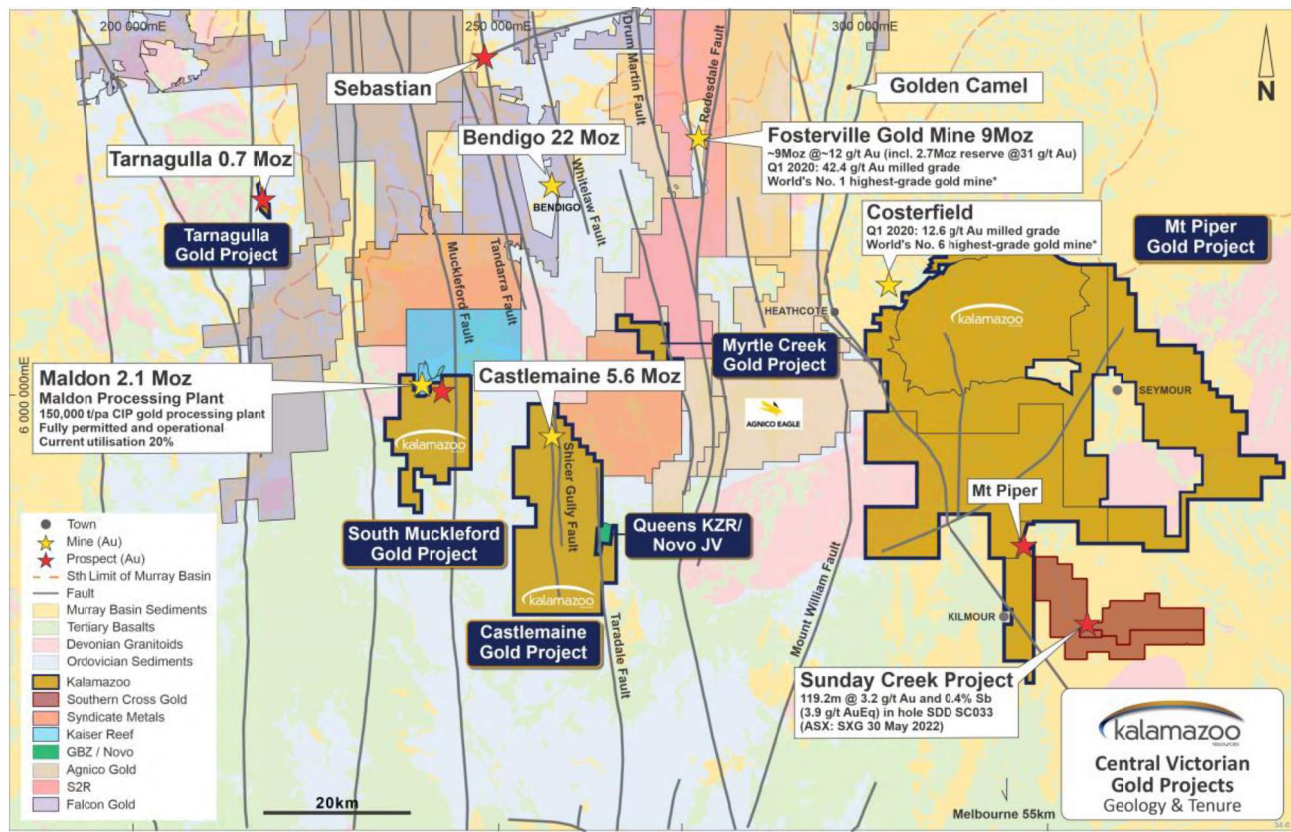 200 000mE
250 000mE
300 000mE
6 000 000mE
N
Drum Martin Fault
Redesdale Fault
Sebastian
Golden Camel
Bendigo 22 Moz
BENDIGO
Whitelaw Fault
Fosterville Gold Mine 9Moz
~9Moz @~12 g/t Au (incl. 2.7Moz reserve @31 g/t Au)
Q1 2020: 42.4 g/t Au milled grade
World's No. 1 highest-grade gold mine*
Tarnagulla 0.7 Moz
Tarnagulla
Gold Project
Costerfield
Q1 2020: 12.6 g/t Au milled grade
World's No. 6 highest-grade gold mine*
Mt Piper
Gold Project
Muckleford Fault
Tandarra Fault
HEATHCOTE
kalamazoo
Myrtle Creek
Gold Project
Maldon 2.1 Moz
Maldon Processing Plant
150,000 t/pa CIP gold processing plant
Fully permitted and operational
Current utilisation 20%
Castlemaine 5.6 Moz
SEYMOUR
AGNICO EAGLE
kalamazoo
Shicer Gully Fault
Mt Piper
South Muckleford
Gold Project
Queens KZR/
Novo JV
kalamazoo
Castlemaine
Gold Project
Taradale Fault
Mount William Fault
KILMOUR
Sunday Creek Project
119.2m @ 3.2 g/t Au and 0.4% Sb
(3.9 g/t AuEq) in hole SDD SC033
(ASX: SXG 30 May 2022)
Town
Mine (Au)
Prospect (Au)
Sth Limit of Murray Basin
Fault
Murray Basin Sediments
Tertiary Basalts
Devonian Granitoids
Ordovician Sediments
Kalamazoo
Southern Cross Gold
Syndicate Metals
Kaiser Reef
GBZ / Novo
Agnico Gold
S2R
Falcon Gold
20km
Melbourne 55km
kalamazoo
resources
Central Victorian
Gold Projects
Geology & Tenure